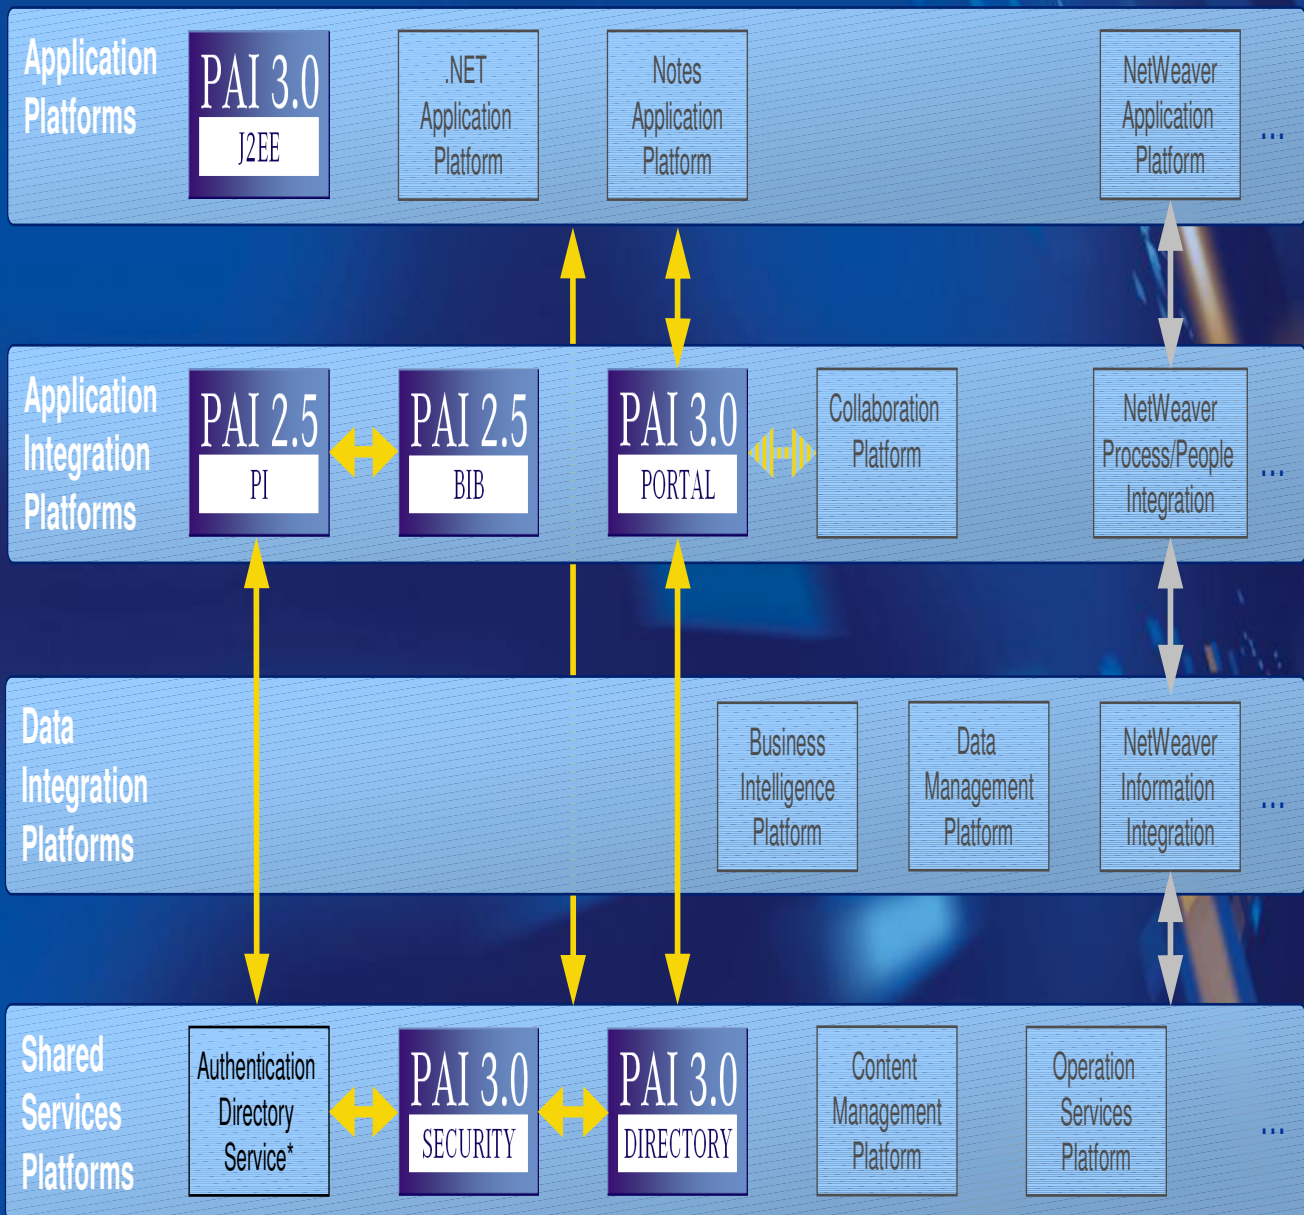 Application
Platforms
PAI 3.0
J2EE
.NET
Application
Platform
Notes
Application
Platform
NetWeaver
Application
Platform
...
Application
Integration
Platforms
PAI 2.5
PI
PAI 2.5
BIB
PAI 3.0
PORTAL
Collaboration
Platform
NetWeaver
Process/People
Integration
...
Data
Integration
Platforms
Business
Intelligence
Platform
Data
Management
Platform
NetWeaver
Information
Integration
...
Shared
Services
Platforms
Authentication
Directory
Service*
PAI 3.0
SECURITY
PAI 3.0
DIRECTORY
Content
Management
Platform
Operation
Services
Platform
...